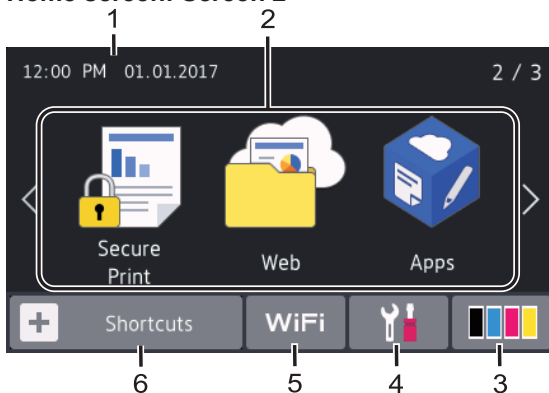 Home Screen: Screen 2
1
2
12:00 PM 01.01.2017
2 / 3
Secure
Print
Web
Apps
Shortcuts
WiFi
6
5
4
3